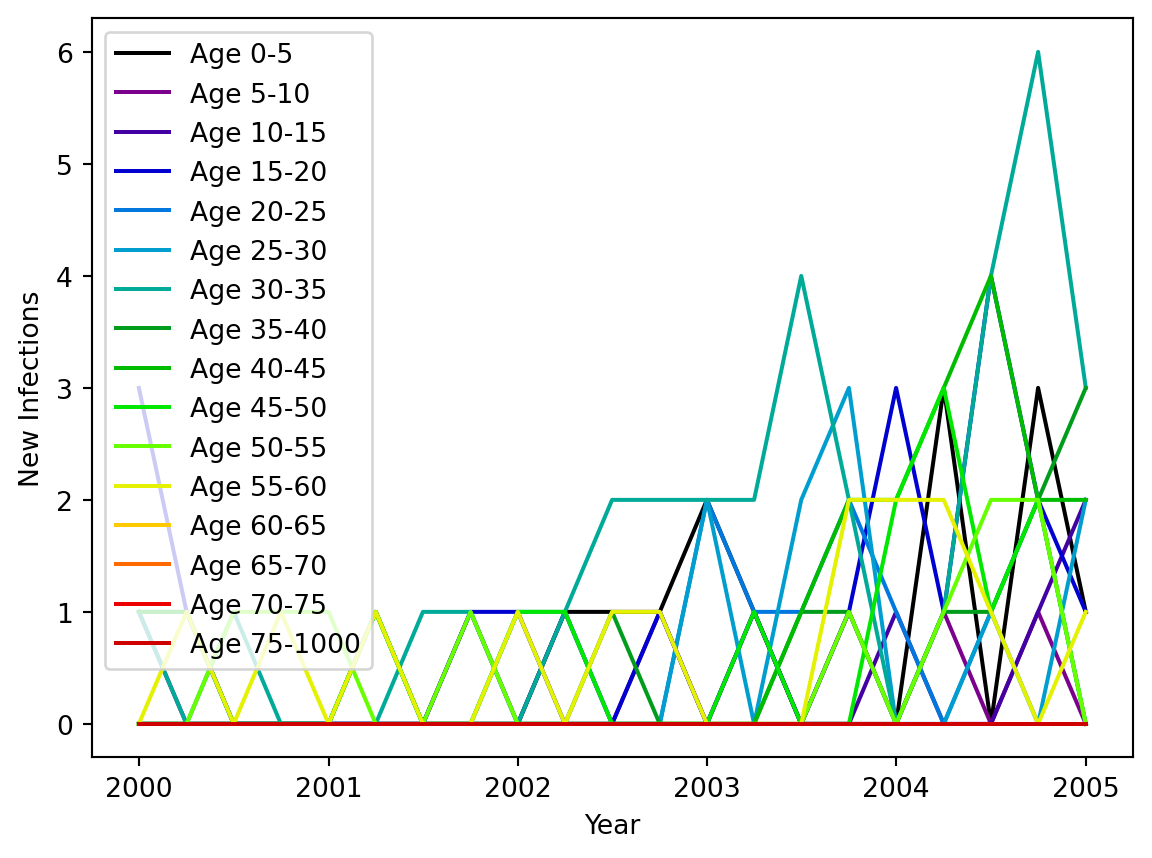 6
5
4
3
2
1
0
New Infections
Age 0-5
Age 5-10
Age 10-15
Age 15-20
Age 20-25
Age 25-30
Age 30-35
Age 35-40
Age 40-45
Age 45-50
Age 50-55
Age 55-60
Age 60-65
Age 65-70
Age 70-75
Age 75-1000
2000 2001 2002 2003 2004 2005
Year